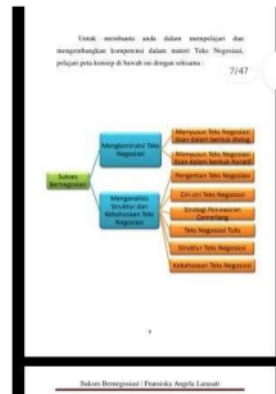 Untuk membantu anda dalam mempelajari dan
mengembangkan kompetensi dalam materi Teks Negosiasi,
pelajari peta konsep di bawah ini dengan seksama :
7/47
Sukses
Bernegosiasi
Mengkontruksi Teks
Negosiasi
Menganalisis
Struktur dan
Kebahasaan Teks
Negosiasi
Menyusun Teks Negosiasi
lisan dalam bentuk dialog
Menyusun Teks Negosiasi
lisan dalam bentuk Naratif
Pengertian Teks Negosiasi
Ciri-ciri Teks Negosiasi
Strategi Penawaran
Cemerlang
Teks Negosiasi Tulis
Struktur Teks Negosiasi
Kebahasaan Teks Negosiasi
Sukses Bernegosiasi | Fransiska Angela Larasati